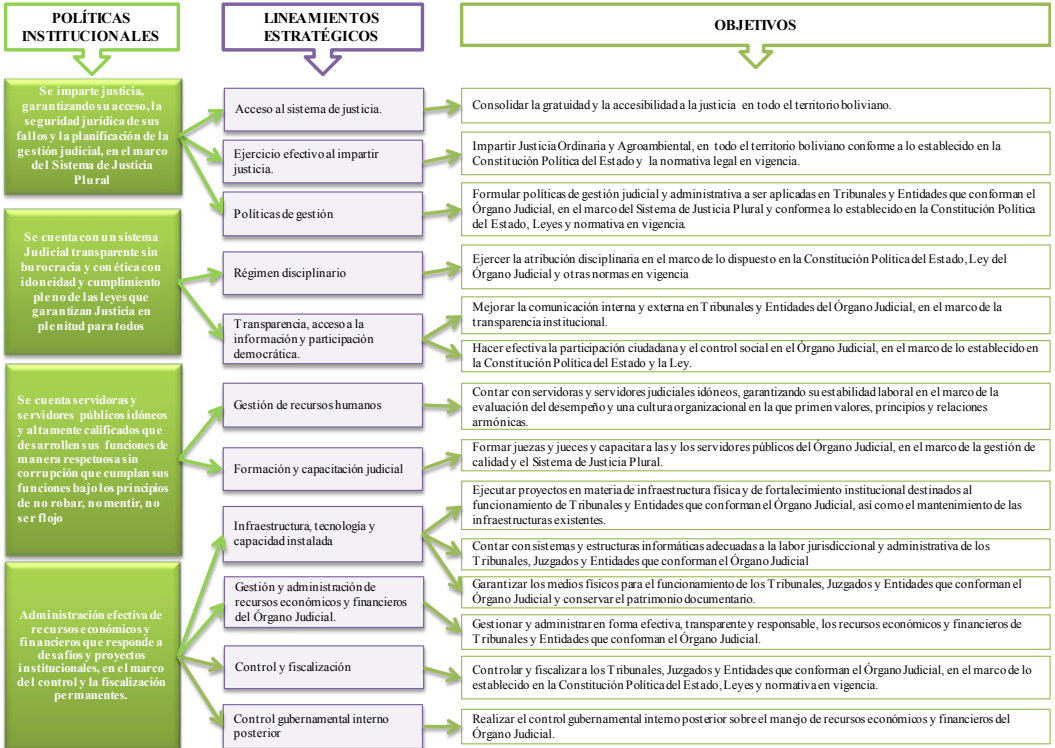 POLÍTICAS
INSTITUCIONALES
LINEAMIENTOS
ESTRATÉGICOS
OBJETIVOS
Se imparte justicia,
garantizando su acceso, la
seguridad jurídica de sus
fallos y la planificación de la
gestión judicial, en el marco
del Sistema de Justicia
Plural
Se cuenta con un sistema
Judicial transparente sin
burocracia y con ética con
idoneidad y cumplimiento
pleno de las leyes que
garantizan Justicia en
plenitud para todos
Se cuenta servidoras y
servidores públicos idóneos
y altamente calificados que
desarrollen sus funciones de
manera respetuosa sin
corrupción que cumplan sus
funciones bajo los principios
de no robar, no mentir, no
ser flojo
Administración efectiva de
recursos económicos y
financieros que responde a
desafíos y proyectos
institucionales, en el marco
del control y la fiscalización
permanentes.
Acceso al sistema de justicia.
Ejercicio efectivo al impartir
justicia.
Políticas de gestión
Régimen disciplinario
Transparencia, acceso a la
información y participación
democrática.
Gestión de recursos humanos
Formación y capacitación judicial
Infraestructura, tecnología y
capacidad instalada
Gestión y administración de
recursos económicos y financieros
del Órgano Judicial.
Control y fiscalización
Control gubernamental interno
posterior
Consolidar la gratuidad y la accesibilidad a la justicia en todo el territorio boliviano.
Impartir Justicia Ordinaria y Agroambiental, en todo el territorio boliviano conforme a lo establecido en la
Constitución Política del Estado y la normativa legal en vigencia.
Formular políticas de gestión judicial y administrativa a ser aplicadas en Tribunales y Entidades que conforman el
Órgano Judicial, en el marco del Sistema de Justicia Plural y conforme a lo establecido en la Constitución Política
del Estado, Leyes y normativa en vigencia.
Ejercer la atribución disciplinaria en el marco de lo dispuesto en la Constitución Política del Estado, Ley del
Órgano Judicial y otras normas en vigencia
Mejorar la comunicación interna y externa en Tribunales y Entidades del Órgano Judicial, en el marco de la
transparencia institucional.
Hacer efectiva la participación ciudadana y el control social en el Órgano Judicial, en el marco de lo establecido en
la Constitución Política del Estado y la Ley.
Contar con servidoras y servidores judiciales idóneos, garantizando su estabilidad laboral en el marco de la
evaluación del desempeño y una cultura organizacional en la que primen valores, principios y relaciones
armónicas.
Formar juezas y jueces y capacitar a las y los servidores públicos del Órgano Judicial, en el marco de la gestión de
calidad y el Sistema de Justicia Plural.
Ejecutar proyectos en materia de infraestructura física y de fortalecimiento institucional destinados al
funcionamiento de Tribunales y Entidades que conforman el Órgano Judicial, así como el mantenimiento de las
infraestructuras existentes.
Contar con sistemas y estructuras informáticas adecuadas a la labor jurisdiccional y administrativa de los
Tribunales, Juzgados y Entidades que conforman el Órgano Judicial
Garantizar los medios físicos para el funcionamiento de los Tribunales, Juzgados y Entidades que conforman el
Órgano Judicial y conservar el patrimonio documentario.
Gestionar y administrar en forma efectiva, transparente y responsable, los recursos económicos y financieros de
Tribunales y Entidades que conforman el Órgano Judicial.
Controlar y fiscalizar a los Tribunales, Juzgados y Entidades que conforman el Órgano Judicial, en el marco de lo
establecido en la Constitución Política del Estado, Leyes y normativa en vigencia.
Realizar el control gubernamental interno posterior sobre el manejo de recursos económicos y financieros del
Órgano Judicial.